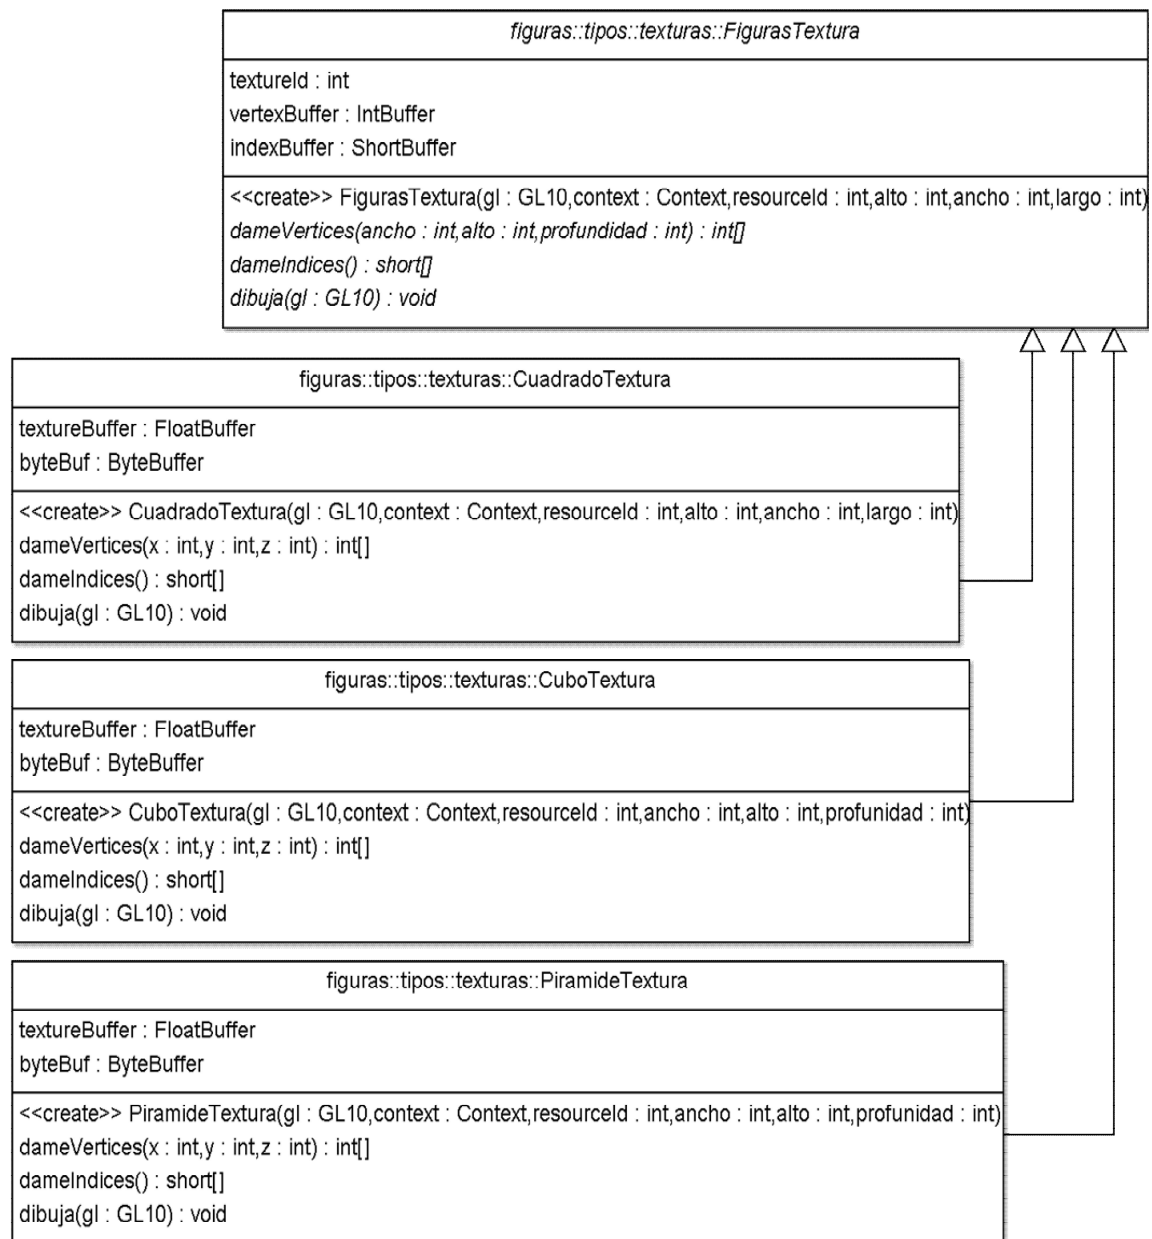 figuras::tipos::texturas::FigurasTextura
textureId : int
vertexBuffer : IntBuffer
indexBuffer : ShortBuffer
<<create>> FigurasTextura(gl : GL10,context : Context,resourceId : int,alto : int,ancho : int,largo : int)
dameVertices(ancho : int,alto : int,profundidad : int) : int[]
dameIndices() : short[]
dibuja(gl : GL10) : void
figuras::tipos::texturas::CuadradoTextura
textureBuffer : FloatBuffer
byteBuf : ByteBuffer
<<create>> CuadradoTextura(gl : GL10,context : Context,resourceId : int,alto : int,ancho : int,largo : int)
dameVertices(x : int,y : int,z : int) : int[]
dameIndices() : short[]
dibuja(gl : GL10) : void
figuras::tipos::texturas::CuboTextura
textureBuffer : FloatBuffer
byteBuf : ByteBuffer
<<create>> CuboTextura(gl : GL10,context : Context,resourceId : int,ancho : int,alto : int,profunidad : int)
dameVertices(x : int,y : int,z : int) : int[]
dameIndices() : short[]
dibuja(gl : GL10) : void
figuras::tipos::texturas::PiramideTextura
textureBuffer : FloatBuffer
byteBuf : ByteBuffer
<<create>> PiramideTextura(gl : GL10,context : Context,resourceId : int,ancho : int,alto : int,profunidad : int)
dameVertices(x : int,y : int,z : int) : int[]
dameIndices() : short[]
dibuja(gl : GL10) : void